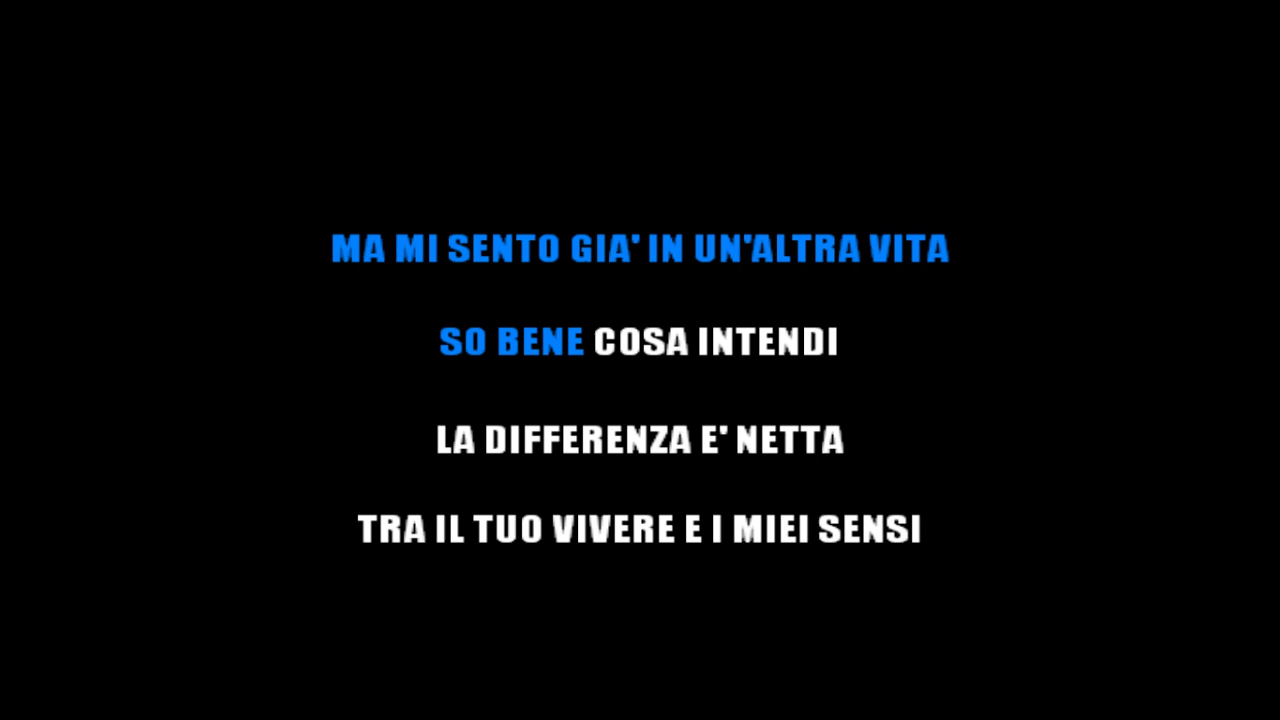 MA MI SENTO GIA' IN UN'ALTRA VITA
SO BENE COSA INTENDI
LA DIFFERENZA E' NETTA
TRA IL TUO VIVERE E I MIEI SENSI